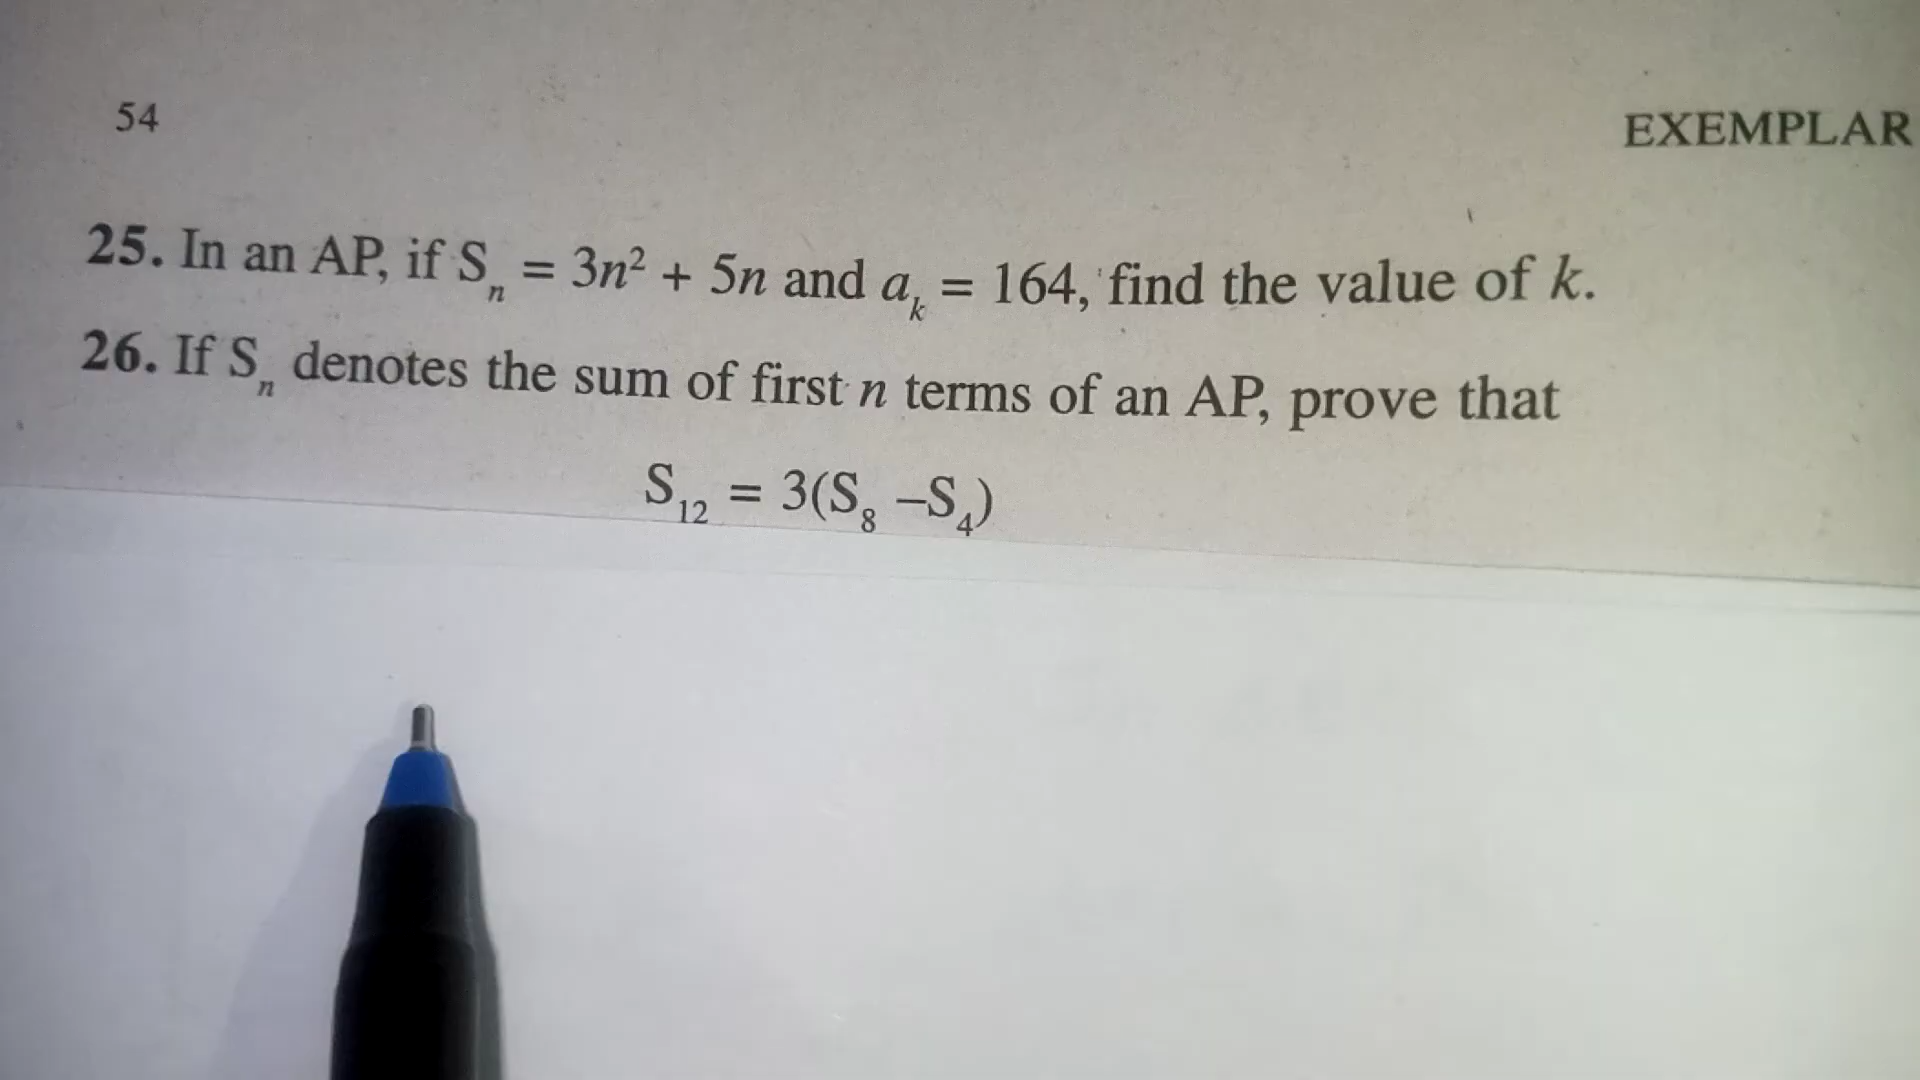 54
EXEMPLAR
25. In an AP, if Sₙ = 3n² + 5n and aₖ = 164, find the value of k.
26. If Sₙ denotes the sum of first n terms of an AP, prove that
S₁₂ = 3(S₈ –S₄)